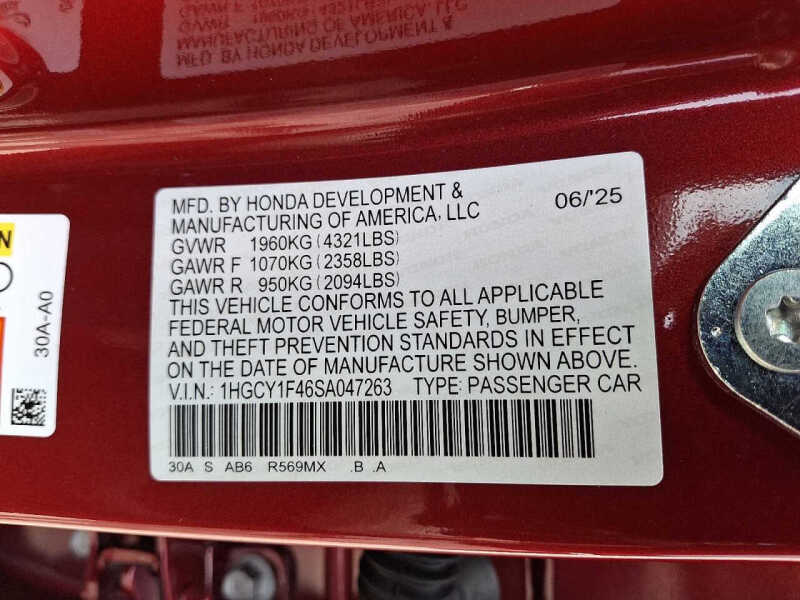 MFD. BY HONDA DEVELOPMENT &
MANUFACTURING OF AMERICA, LLC 06/'25
GVWR 1960KG (4321LBS)
GAWR F 1070KG (2358LBS)
GAWR R 950KG (2094LBS)
THIS VEHICLE CONFORMS TO ALL APPLICABLE
FEDERAL MOTOR VEHICLE SAFETY, BUMPER,
AND THEFT PREVENTION STANDARDS IN EFFECT
ON THE DATE OF MANUFACTURE SHOWN ABOVE.
V.I.N.: 1HGCY1F46SA047263 TYPE: PASSENGER CAR
30A S AB6 R569MX .B .A
30A-A0